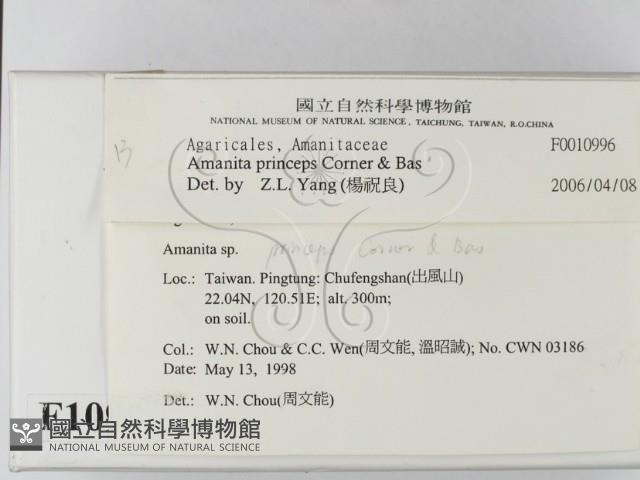 國立自然科學博物館
NATIONAL MUSEUM OF NATURAL SCIENCE, TAICHUNG, TAIWAN, R.O.CHINA
Agaricales, Amanitaceae F0010996
Amanita princeps Corner & Bas
Det. by Z.L. Yang (楊祝良) 2006/04/08
Amanita sp. princeps Corner & Bas
Loc.: Taiwan. Pingtung: Chufengshan(出風山)
22.04N, 120.51E; alt. 300m;
on soil.
Col.: W.N. Chou & C.C. Wen(周文能, 溫昭誠); No. CWN 03186
Date: May 13, 1998
Det.: W.N. Chou(周文能)
國立自然科學博物館
NATIONAL MUSEUM OF NATURAL SCIENCE